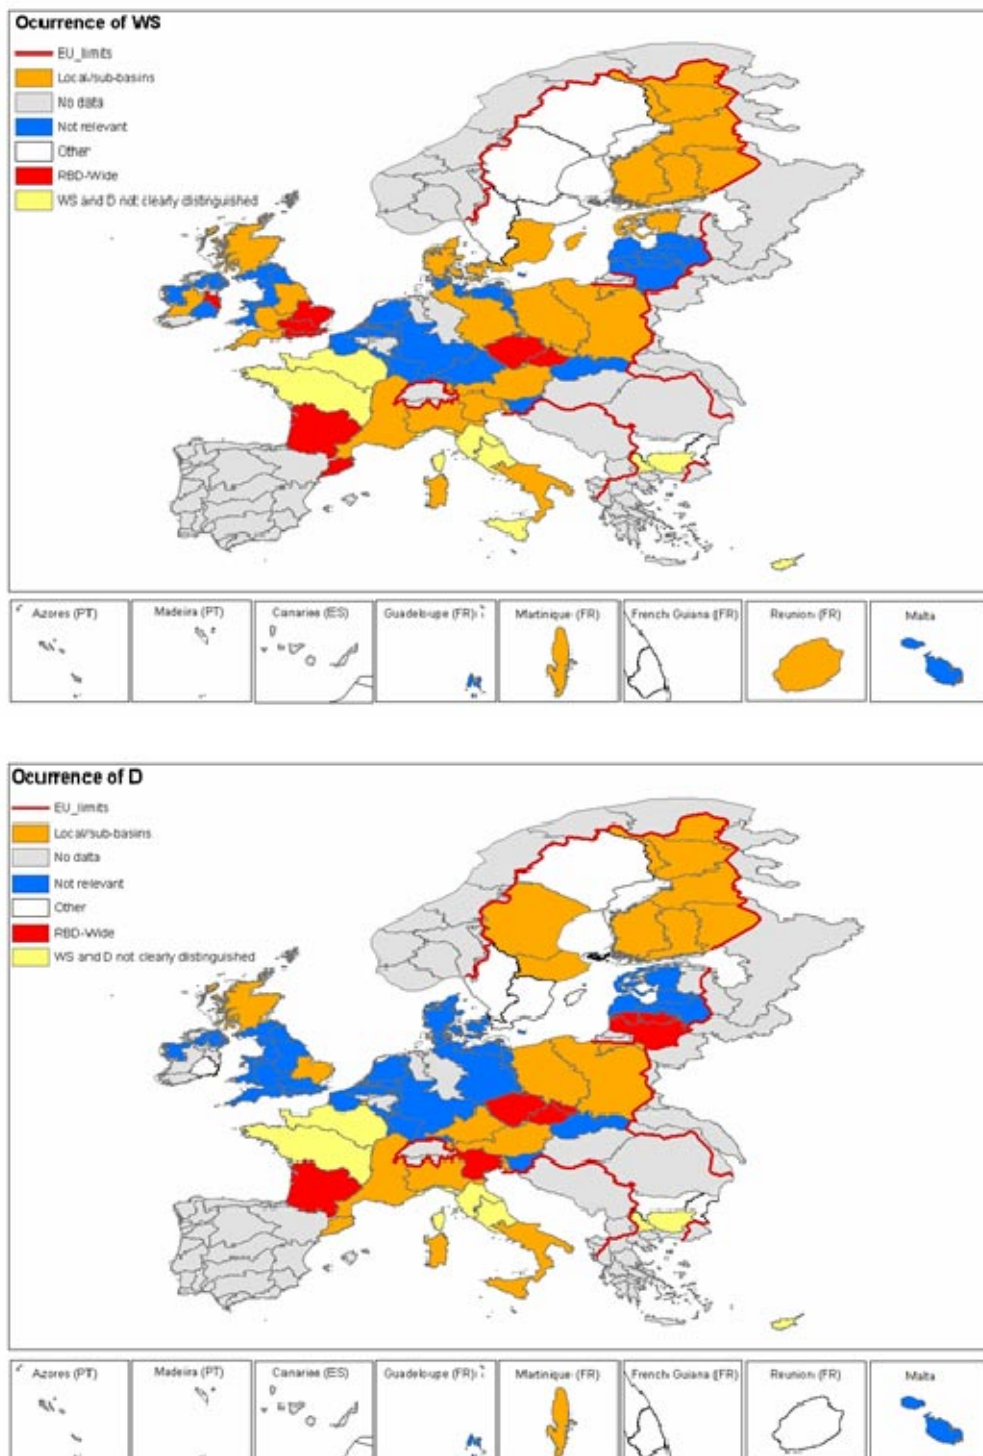 Ocurrence of WS
EU_limits
Local/sub-basins
No data
Not relevant
Other
RBD-Wide
WS and D not clearly distinguished
Azores (PT)
Madeira (PT)
Canaries (ES)
Guadeloupe (FR)
Martinique (FR)
French Guiana (FR)
Reunion (FR)
Malta
Ocurrence of D
EU_limits
Local/sub-basins
No data
Not relevant
Other
RBD-Wide
WS and D not clearly distinguished
Azores (PT)
Madeira (PT)
Canaries (ES)
Guadeloupe (FR)
Martinique (FR)
French Guiana (FR)
Reunion (FR)
Malta